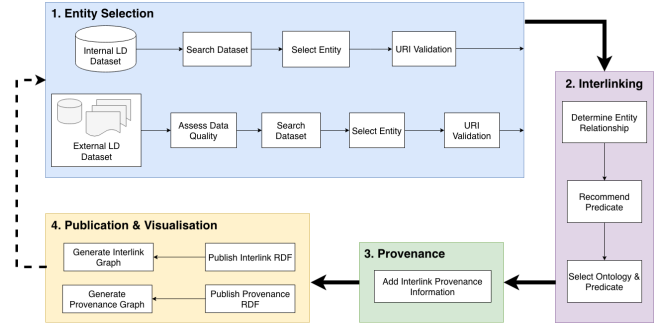 1. Entity Selection
Internal LD
Dataset
Search Dataset
Select Entity
URI Validation
External LD
Dataset
Assess Data
Quality
Search
Dataset
Select Entity
URI
Validation
2. Interlinking
Determine Entity
Relationship
Recommend
Predicate
Select Ontology &
Predicate
3. Provenance
Add Interlink Provenance
Information
4. Publication & Visualisation
Generate Interlink
Graph
Publish Interlink RDF
Generate
Provenance Graph
Publish Provenance
RDF